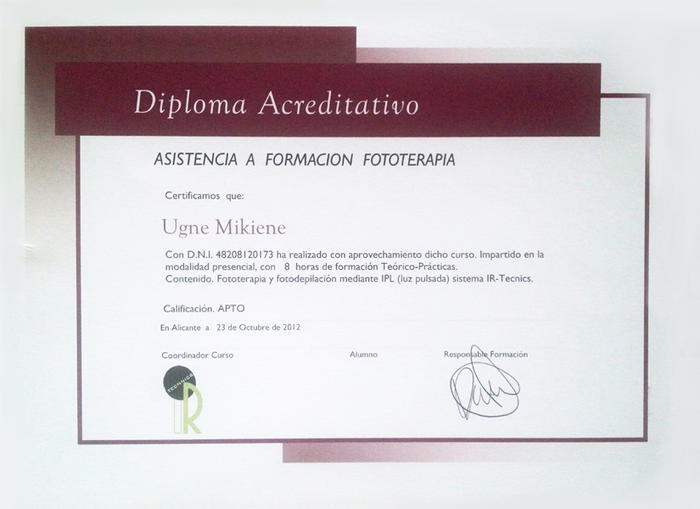 Diploma Acreditativo
ASISTENCIA A FORMACION FOTOTERAPIA
Certificamos que:
Ugne Mikiene
Con D.N.I. 48208120173 ha realizado con aprovechamiento dicho curso. Impartido en la
modalidad presencial, con 8 horas de formación Teórico-Prácticas.
Contenido. Fototerapia y fotodepilación mediante IPL (luz pulsada) sistema IR-Tecnics.
Calificación. APTO
En Alicante a 23 de Octubre de 2012
Coordinador Curso Alumno Responsable Formación
IR